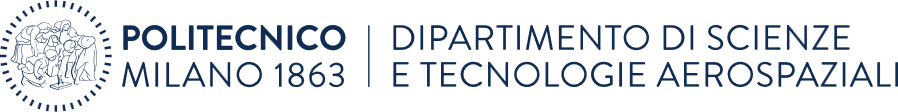 POLITECNICO
MILANO 1863
DIPARTIMENTO DI SCIENZE
E TECNOLOGIE AEROSPAZIALI